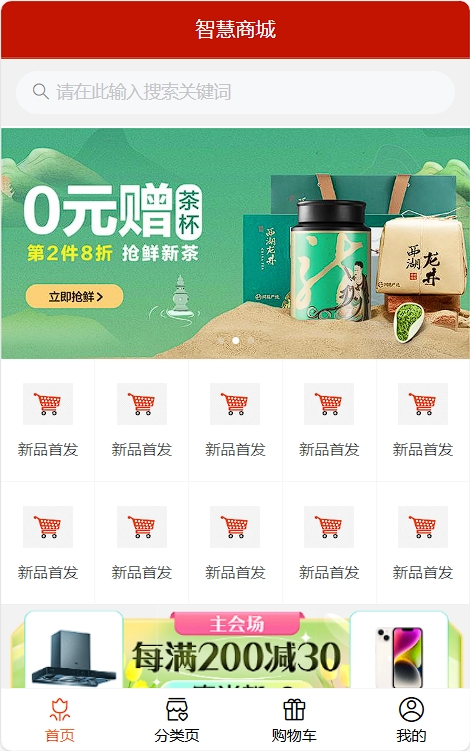 智慧商城
请在此输入搜索关键词
0元赠
茶杯
第2件8折 抢鲜新茶
立即抢鲜
西湖龙井
西湖龙井
新品首发 新品首发 新品首发 新品首发 新品首发
新品首发 新品首发 新品首发 新品首发 新品首发
主会场
每满200减30
首页 分类页 购物车 我的